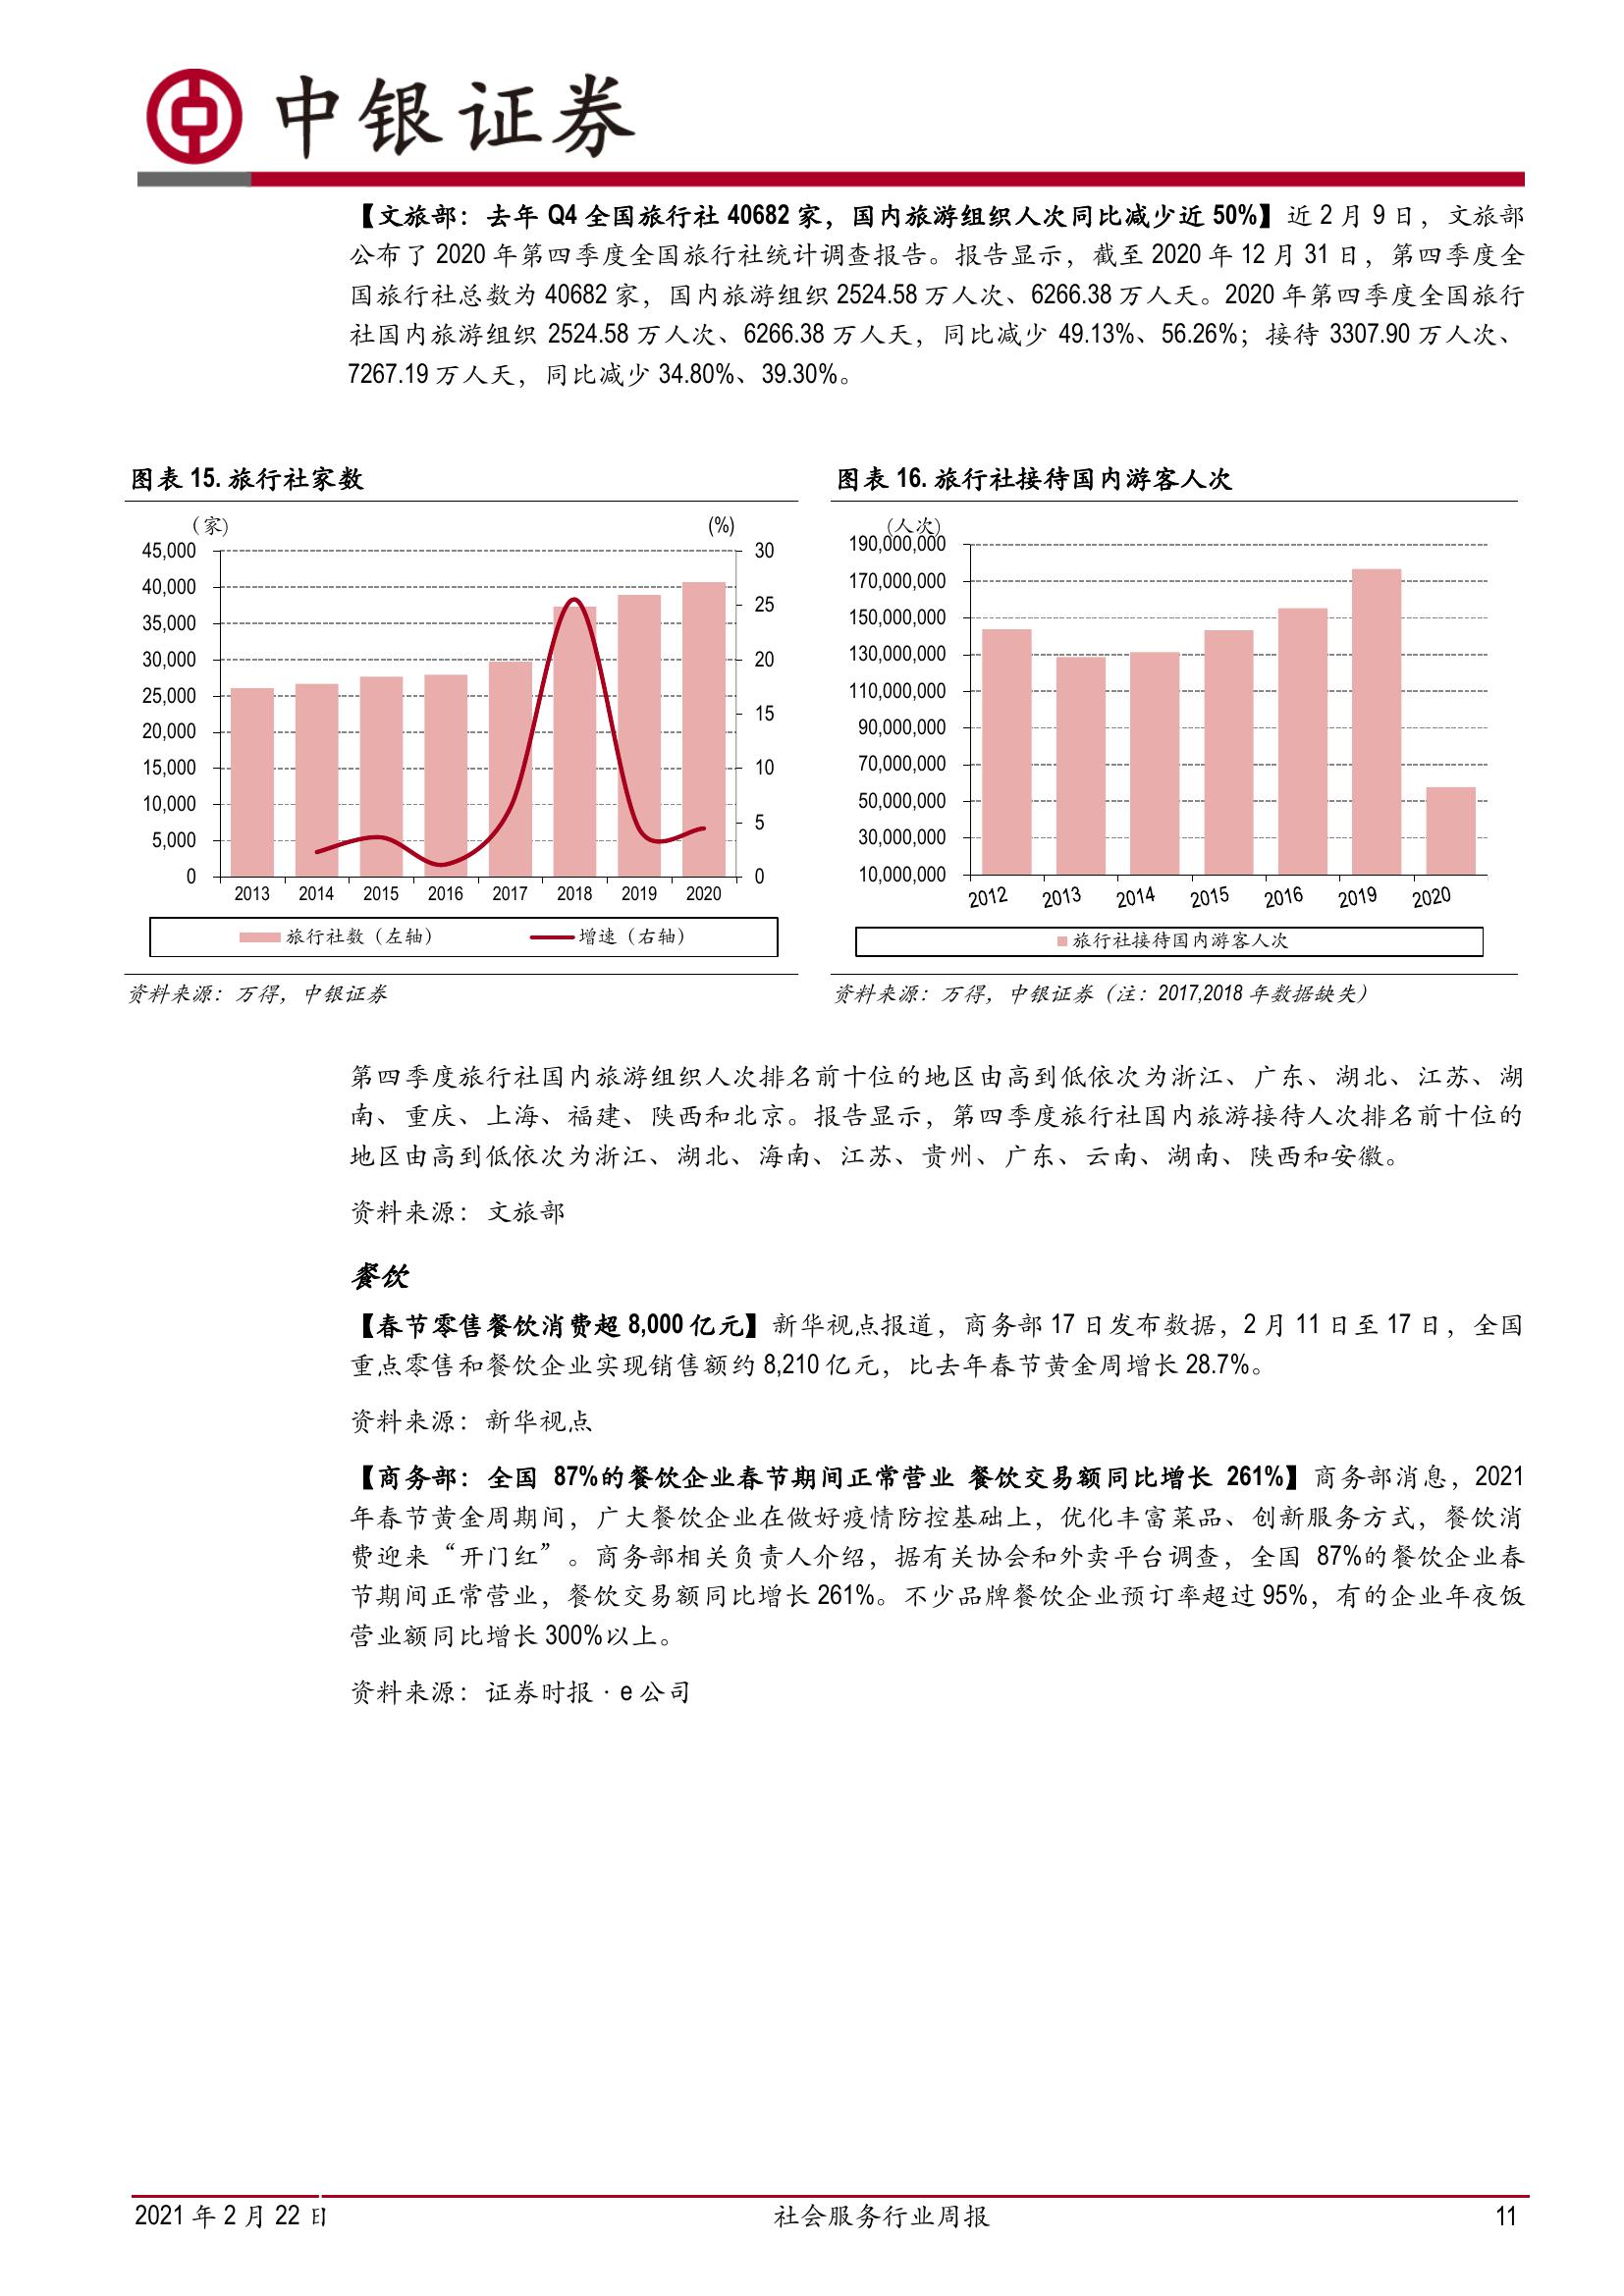 中银证券
【文旅部：去年 Q4 全国旅行社 40682 家，国内旅游组织人次同比减少近 50%】近 2 月 9 日，文旅部
公布了 2020 年第四季度全国旅行社统计调查报告。报告显示，截至 2020 年 12 月 31 日，第四季度全
国旅行社总数为 40682 家，国内旅游组织 2524.58 万人次、6266.38 万人天。2020 年第四季度全国旅行
社国内旅游组织 2524.58 万人次、6266.38 万人天，同比减少 49.13%、56.26%；接待 3307.90 万人次、
7267.19 万人天，同比减少 34.80%、39.30%。
图表 15. 旅行社家数
（家） (%)
45,000 30
40,000
35,000 25
30,000 20
25,000
20,000 15
15,000 10
10,000
5,000 5
0 0
2013 2014 2015 2016 2017 2018 2019 2020
旅行社数（左轴） 增速（右轴）
资料来源：万得，中银证券
图表 16. 旅行社接待国内游客人次
（人次）
190,000,000
170,000,000
150,000,000
130,000,000
110,000,000
90,000,000
70,000,000
50,000,000
30,000,000
10,000,000
2012 2013 2014 2015 2016 2019 2020
旅行社接待国内游客人次
资料来源：万得，中银证券（注：2017,2018 年数据缺失）
第四季度旅行社国内旅游组织人次排名前十位的地区由高到低依次为浙江、广东、湖北、江苏、湖
南、重庆、上海、福建、陕西和北京。报告显示，第四季度旅行社国内旅游接待人次排名前十位的
地区由高到低依次为浙江、湖北、海南、江苏、贵州、广东、云南、湖南、陕西和安徽。
资料来源：文旅部
餐饮
【春节零售餐饮消费超 8,000 亿元】新华视点报道，商务部 17 日发布数据，2 月 11 日至 17 日，全国
重点零售和餐饮企业实现销售额约 8,210 亿元，比去年春节黄金周增长 28.7%。
资料来源：新华视点
【商务部：全国 87%的餐饮企业春节期间正常营业 餐饮交易额同比增长 261%】商务部消息，2021
年春节黄金周期间，广大餐饮企业在做好疫情防控基础上，优化丰富菜品、创新服务方式，餐饮消
费迎来“开门红”。商务部相关负责人介绍，据有关协会和外卖平台调查，全国 87%的餐饮企业春
节期间正常营业，餐饮交易额同比增长 261%。不少品牌餐饮企业预订率超过 95%，有的企业年夜饭
营业额同比增长 300%以上。
资料来源：证券时报·e 公司
2021 年 2 月 22 日 社会服务行业周报 11